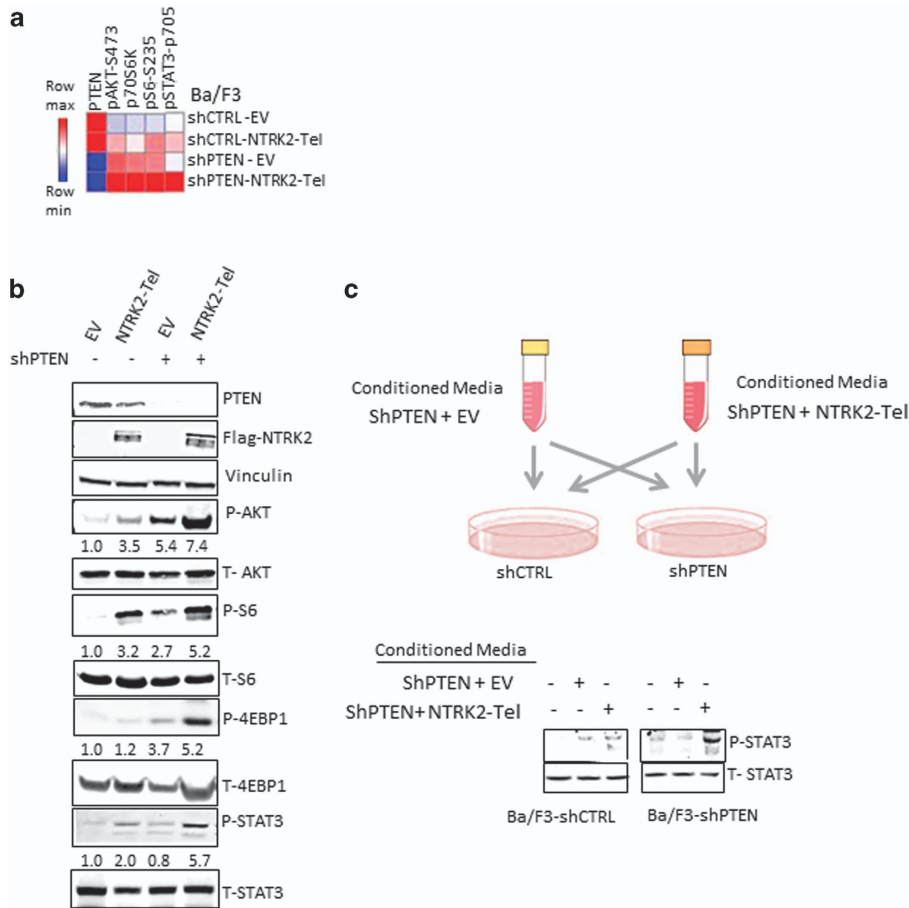 a
PTEN
pAKT-S473
p70S6K
pS6-S235
pSTAT3-p705
Ba/F3
Row
max
Row
min
shCTRL-EV
shCTRL-NTRK2-Tel
shPTEN-EV
shPTEN-NTRK2-Tel
b
EV NTRK2-Tel EV NTRK2-Tel
shPTEN - - + +
PTEN
Flag-NTRK2
Vinculin
P-AKT
1.0 3.5 5.4 7.4
T- AKT
P-S6
1.0 3.2 2.7 5.2
T-S6
P-4EBP1
1.0 1.2 3.7 5.2
T-4EBP1
P-STAT3
1.0 2.0 0.8 5.7
T-STAT3
c
Conditioned Media
ShPTEN + EV
Conditioned Media
ShPTEN + NTRK2-Tel
shCTRL
shPTEN
Conditioned Media
ShPTEN + EV - + - - + -
ShPTEN+ NTRK2-Tel - - + - - +
P-STAT3
T- STAT3
Ba/F3-shCTRL
Ba/F3-shPTEN